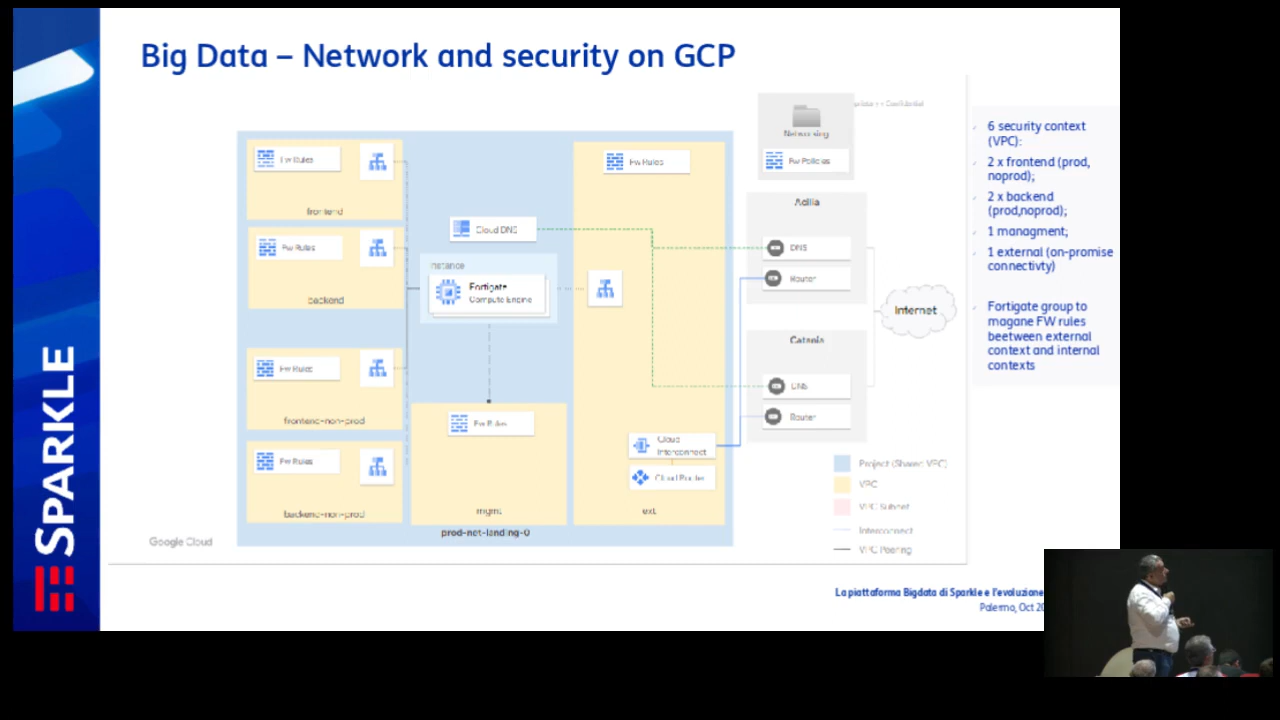 Big Data – Network and security on GCP
Confidential
Networking
Fw Policies
Fw Rules
frontend
Fw Rules
backend
Fw Rules
frontend-non-prod
Fw Rules
backend-non-prod
Cloud DNS
Instance
Fortigate
Compute Engine
Fw Rules
mgmt
Fw Rules
Cloud
Interconnect
Cloud Router
ext
prod-net-landing-0
Google Cloud
Acilia
DNS
Router
Catania
DNS
Router
Internet
Project (Shared VPC)
VPC
VPC Subnet
Interconnect
VPC Peering
6 security context
(VPC):
2 x frontend (prod,
noprod);
2 x backend
(prod,noprod);
1 managment;
1 external (on-promise
connectivty)
Fortigate group to
magane FW rules
beetween external
context and internal
contexts
SPARKLE
La piattaforma Bigdata di Sparkle e l'evoluzione
Palermo, Oct 20